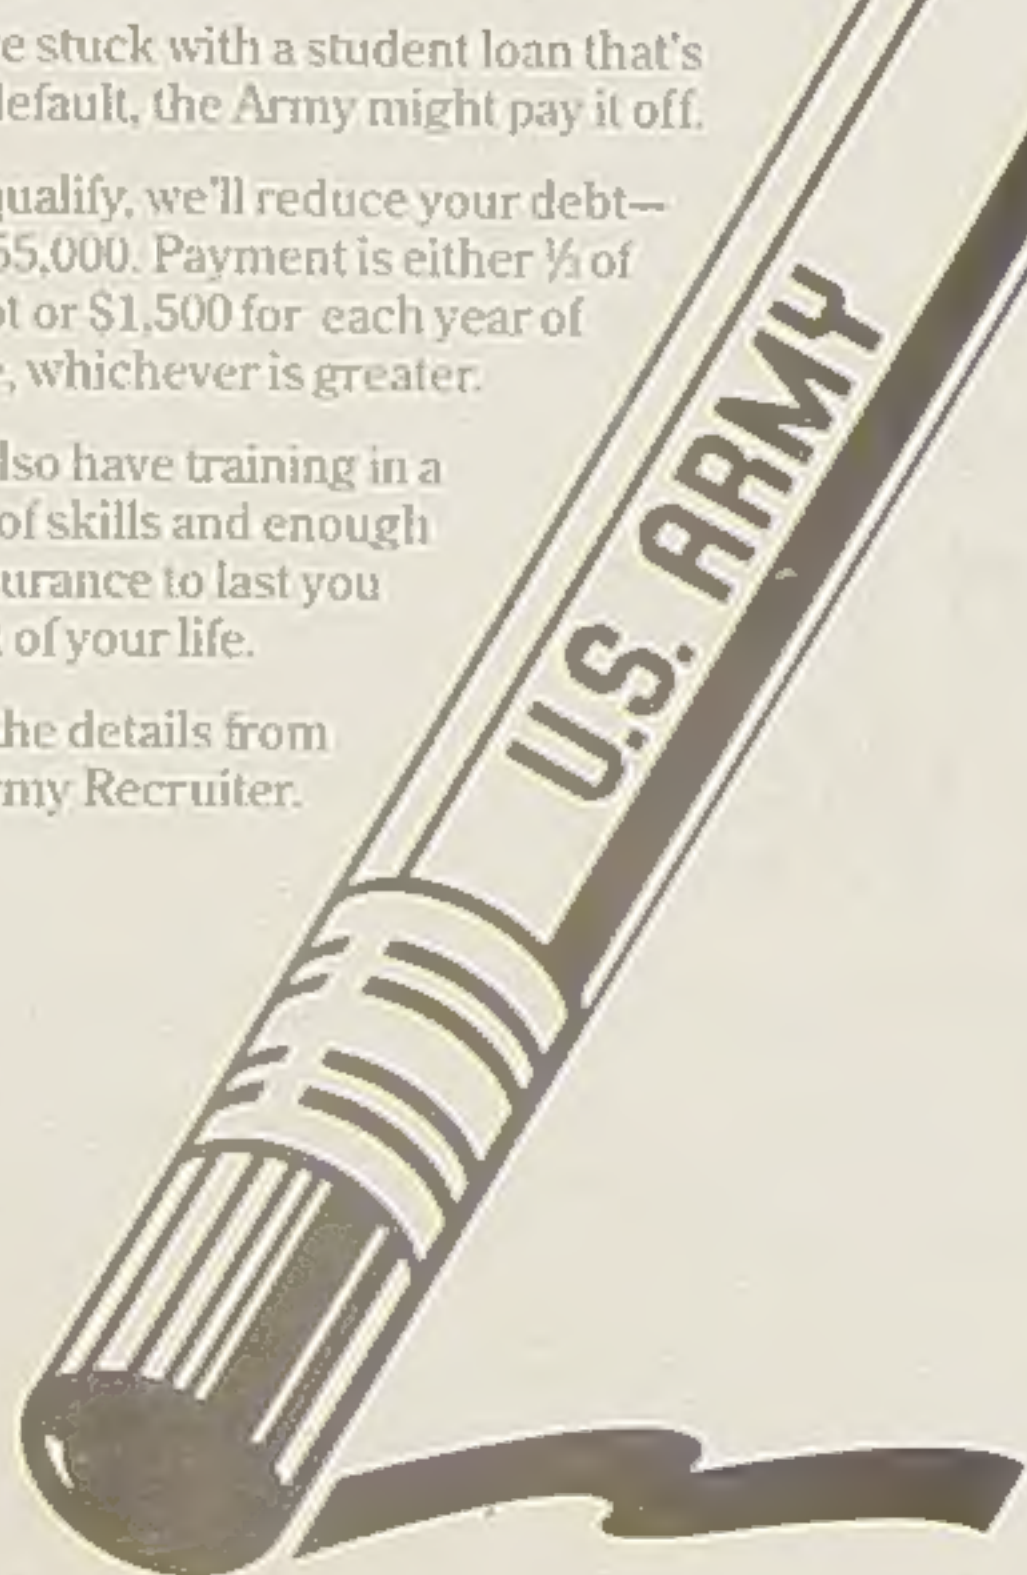 e stuck with a student loan that's
default, the Army might pay it off.
qualify, we'll reduce your debt—
55,000. Payment is either ⅓ of
ot or $1,500 for each year of
e, whichever is greater.
lso have training in a
of skills and enough
urance to last you
t of your life.
he details from
my Recruiter.
U.S. ARMY